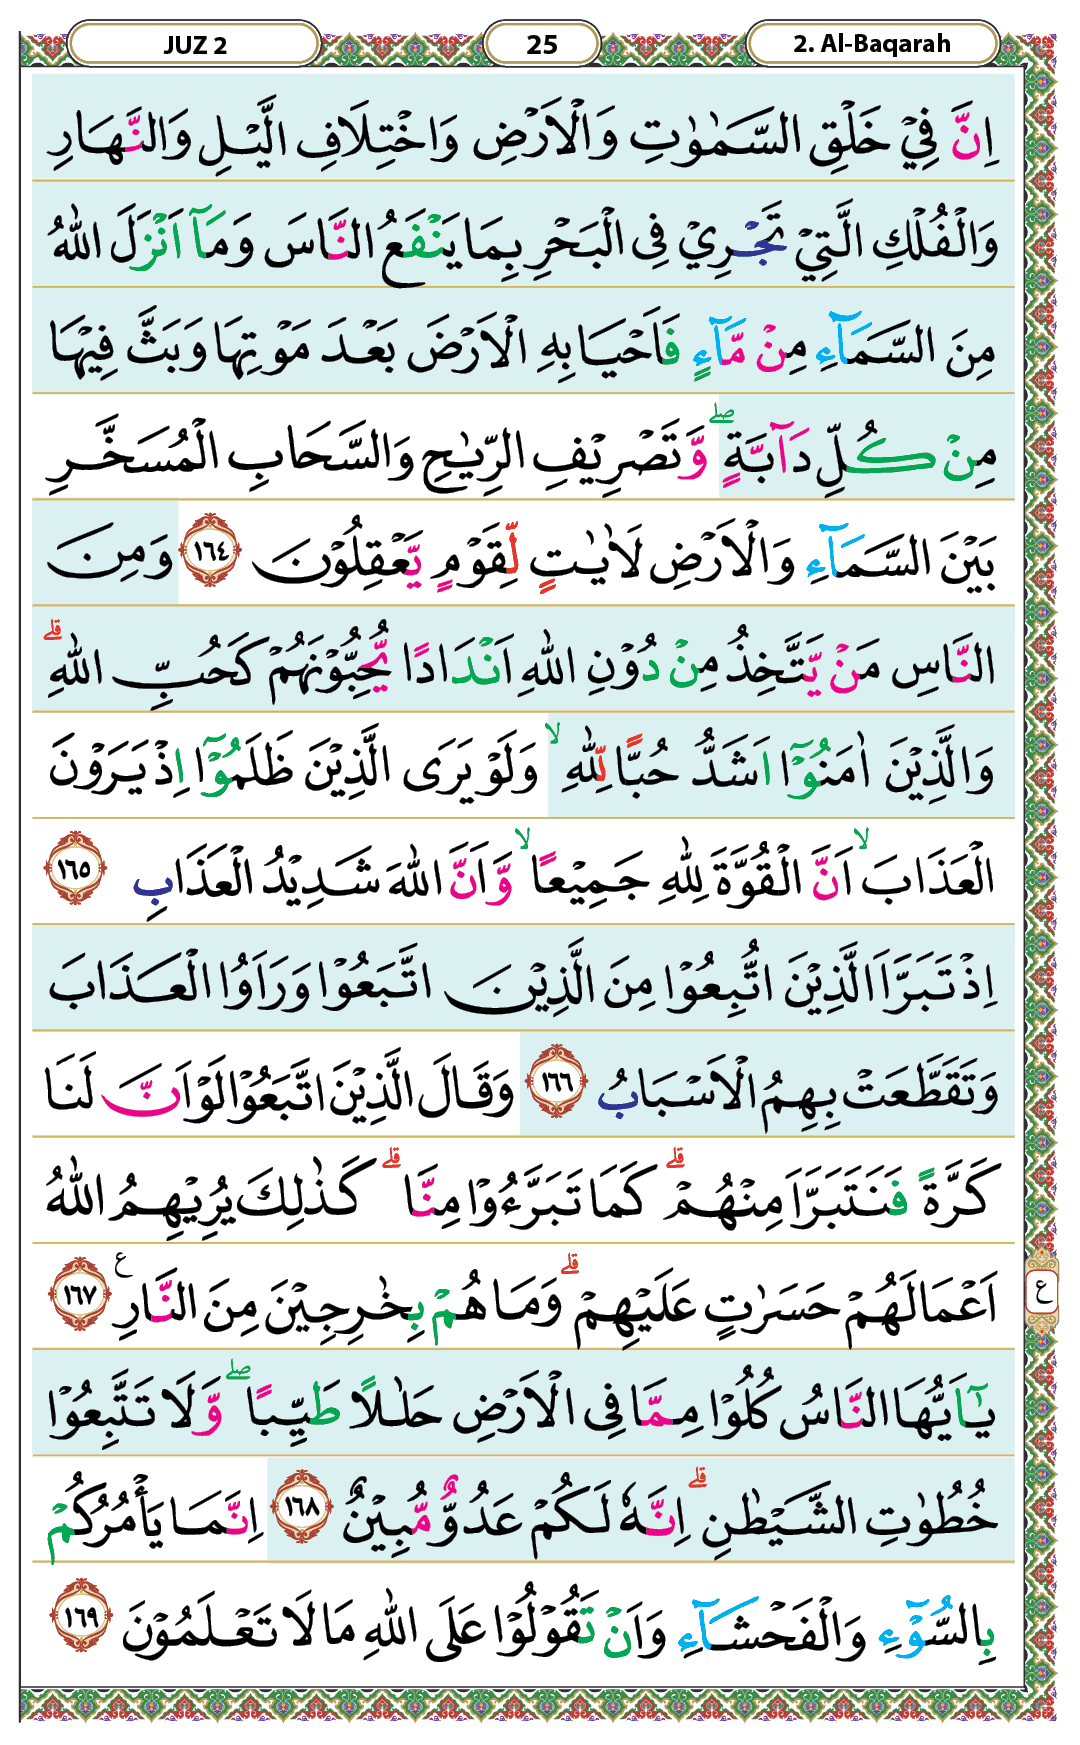 JUZ 2
25
2. Al-Baqarah
اِنَّ فِيْ خَلْقِ السَّمٰوٰتِ وَالْاَرْضِ وَاخْتِلَافِ الَّيْلِ وَالنَّهَارِ
وَالْفُلْكِ الَّتِيْ تَجْرِيْ فِى الْبَحْرِ بِمَا يَنْفَعُ النَّاسَ وَمَآ اَنْزَلَ اللّٰهُ
مِنَ السَّمَآءِ مِنْ مَّآءٍ فَاَحْيَا بِهِ الْاَرْضَ بَعْدَ مَوْتِهَا وَبَثَّ فِيْهَا
مِنْ كُلِّ دَآبَّةٍ ۖ وَّتَصْرِيْفِ الرِّيٰحِ وَالسَّحَابِ الْمُسَخَّرِ
بَيْنَ السَّمَآءِ وَالْاَرْضِ لَاٰيٰتٍ لِّقَوْمٍ يَّعْقِلُوْنَ ١٦٤ وَمِنَ
النَّاسِ مَنْ يَّتَّخِذُ مِنْ دُوْنِ اللّٰهِ اَنْدَادًا يُّحِبُّوْنَهُمْ كَحُبِّ اللّٰهِ ۗ
وَالَّذِيْنَ اٰمَنُوْٓا اَشَدُّ حُبًّا لِّلّٰهِ ۙ وَلَوْ يَرَى الَّذِيْنَ ظَلَمُوْٓا اِذْ يَرَوْنَ
الْعَذَابَ ۙ اَنَّ الْقُوَّةَ لِلّٰهِ جَمِيْعًا ۙ وَّاَنَّ اللّٰهَ شَدِيْدُ الْعَذَابِ ١٦٥
اِذْ تَبَرَّاَ الَّذِيْنَ اتُّبِعُوْا مِنَ الَّذِيْنَ اتَّبَعُوْا وَرَاَوُا الْعَذَابَ
وَتَقَطَّعَتْ بِهِمُ الْاَسْبَابُ ١٦٦ وَقَالَ الَّذِيْنَ اتَّبَعُوْا لَوْ اَنَّ لَنَا
كَرَّةً فَنَتَبَرَّاَ مِنْهُمْ ۗ كَمَا تَبَرَّءُوْا مِنَّا ۗ كَذٰلِكَ يُرِيْهِمُ اللّٰهُ
اَعْمَالَهُمْ حَسَرٰتٍ عَلَيْهِمْ ۗ وَمَا هُمْ بِخٰرِجِيْنَ مِنَ النَّارِ ع ١٦٧
ع
يٰٓاَيُّهَا النَّاسُ كُلُوْا مِمَّا فِى الْاَرْضِ حَلٰلًا طَيِّبًا ۖ وَّلَا تَتَّبِعُوْا
خُطُوٰتِ الشَّيْطٰنِ ۗ اِنَّهٗ لَكُمْ عَدُوٌّ مُّبِيْنٌ ١٦٨ اِنَّمَا يَأْمُرُكُمْ
بِالسُّوْۤءِ وَالْفَحْشَآءِ وَاَنْ تَقُوْلُوْا عَلَى اللّٰهِ مَا لَا تَعْلَمُوْنَ ١٦٩